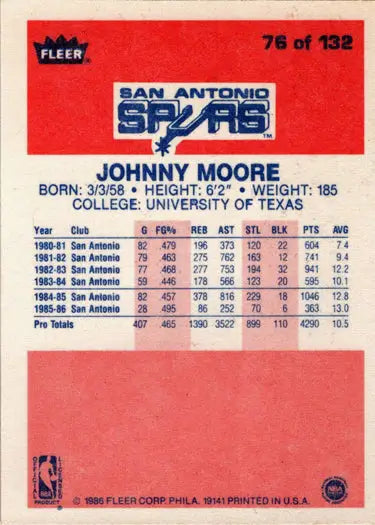 FLEER
76 of 132
SAN ANTONIO
SPURS
TM
JOHNNY MOORE
BORN: 3/3/58 • HEIGHT: 6'2" • WEIGHT: 185
COLLEGE: UNIVERSITY OF TEXAS
Year Club G FG% REB AST STL BLK PTS AVG
1980-81 San Antonio 82 .479 196 373 120 22 604 7.4
1981-82 San Antonio 79 .463 275 762 163 12 741 9.4
1982-83 San Antonio 77 .468 277 753 194 32 941 12.2
1983-84 San Antonio 59 .446 178 566 123 20 595 10.1
1984-85 San Antonio 82 .457 378 816 229 18 1046 12.8
1985-86 San Antonio 28 .495 86 252 70 6 363 13.0
Pro Totals 407 .465 1390 3522 899 110 4290 10.5
OFFICIAL LICENSED
NBA
PRODUCT
© 1986 FLEER CORP. PHILA. 19141 PRINTED IN U.S.A.